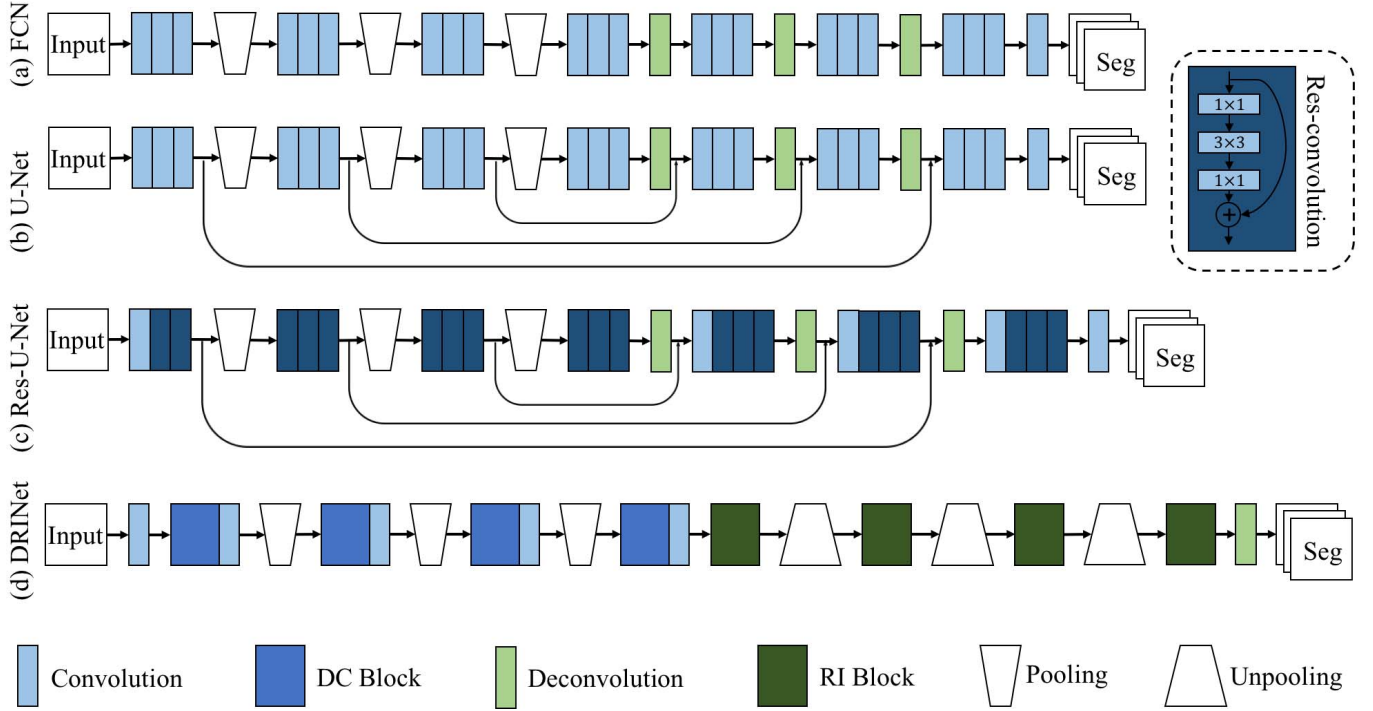 (a) FCN
Input
Seg
(b) U-Net
Input
Seg
1×1
3×3
1×1
+
Res-convolution
(c) Res-U-Net
Input
Seg
(d) DRINet
Input
Seg
Convolution
DC Block
Deconvolution
RI Block
Pooling
Unpooling